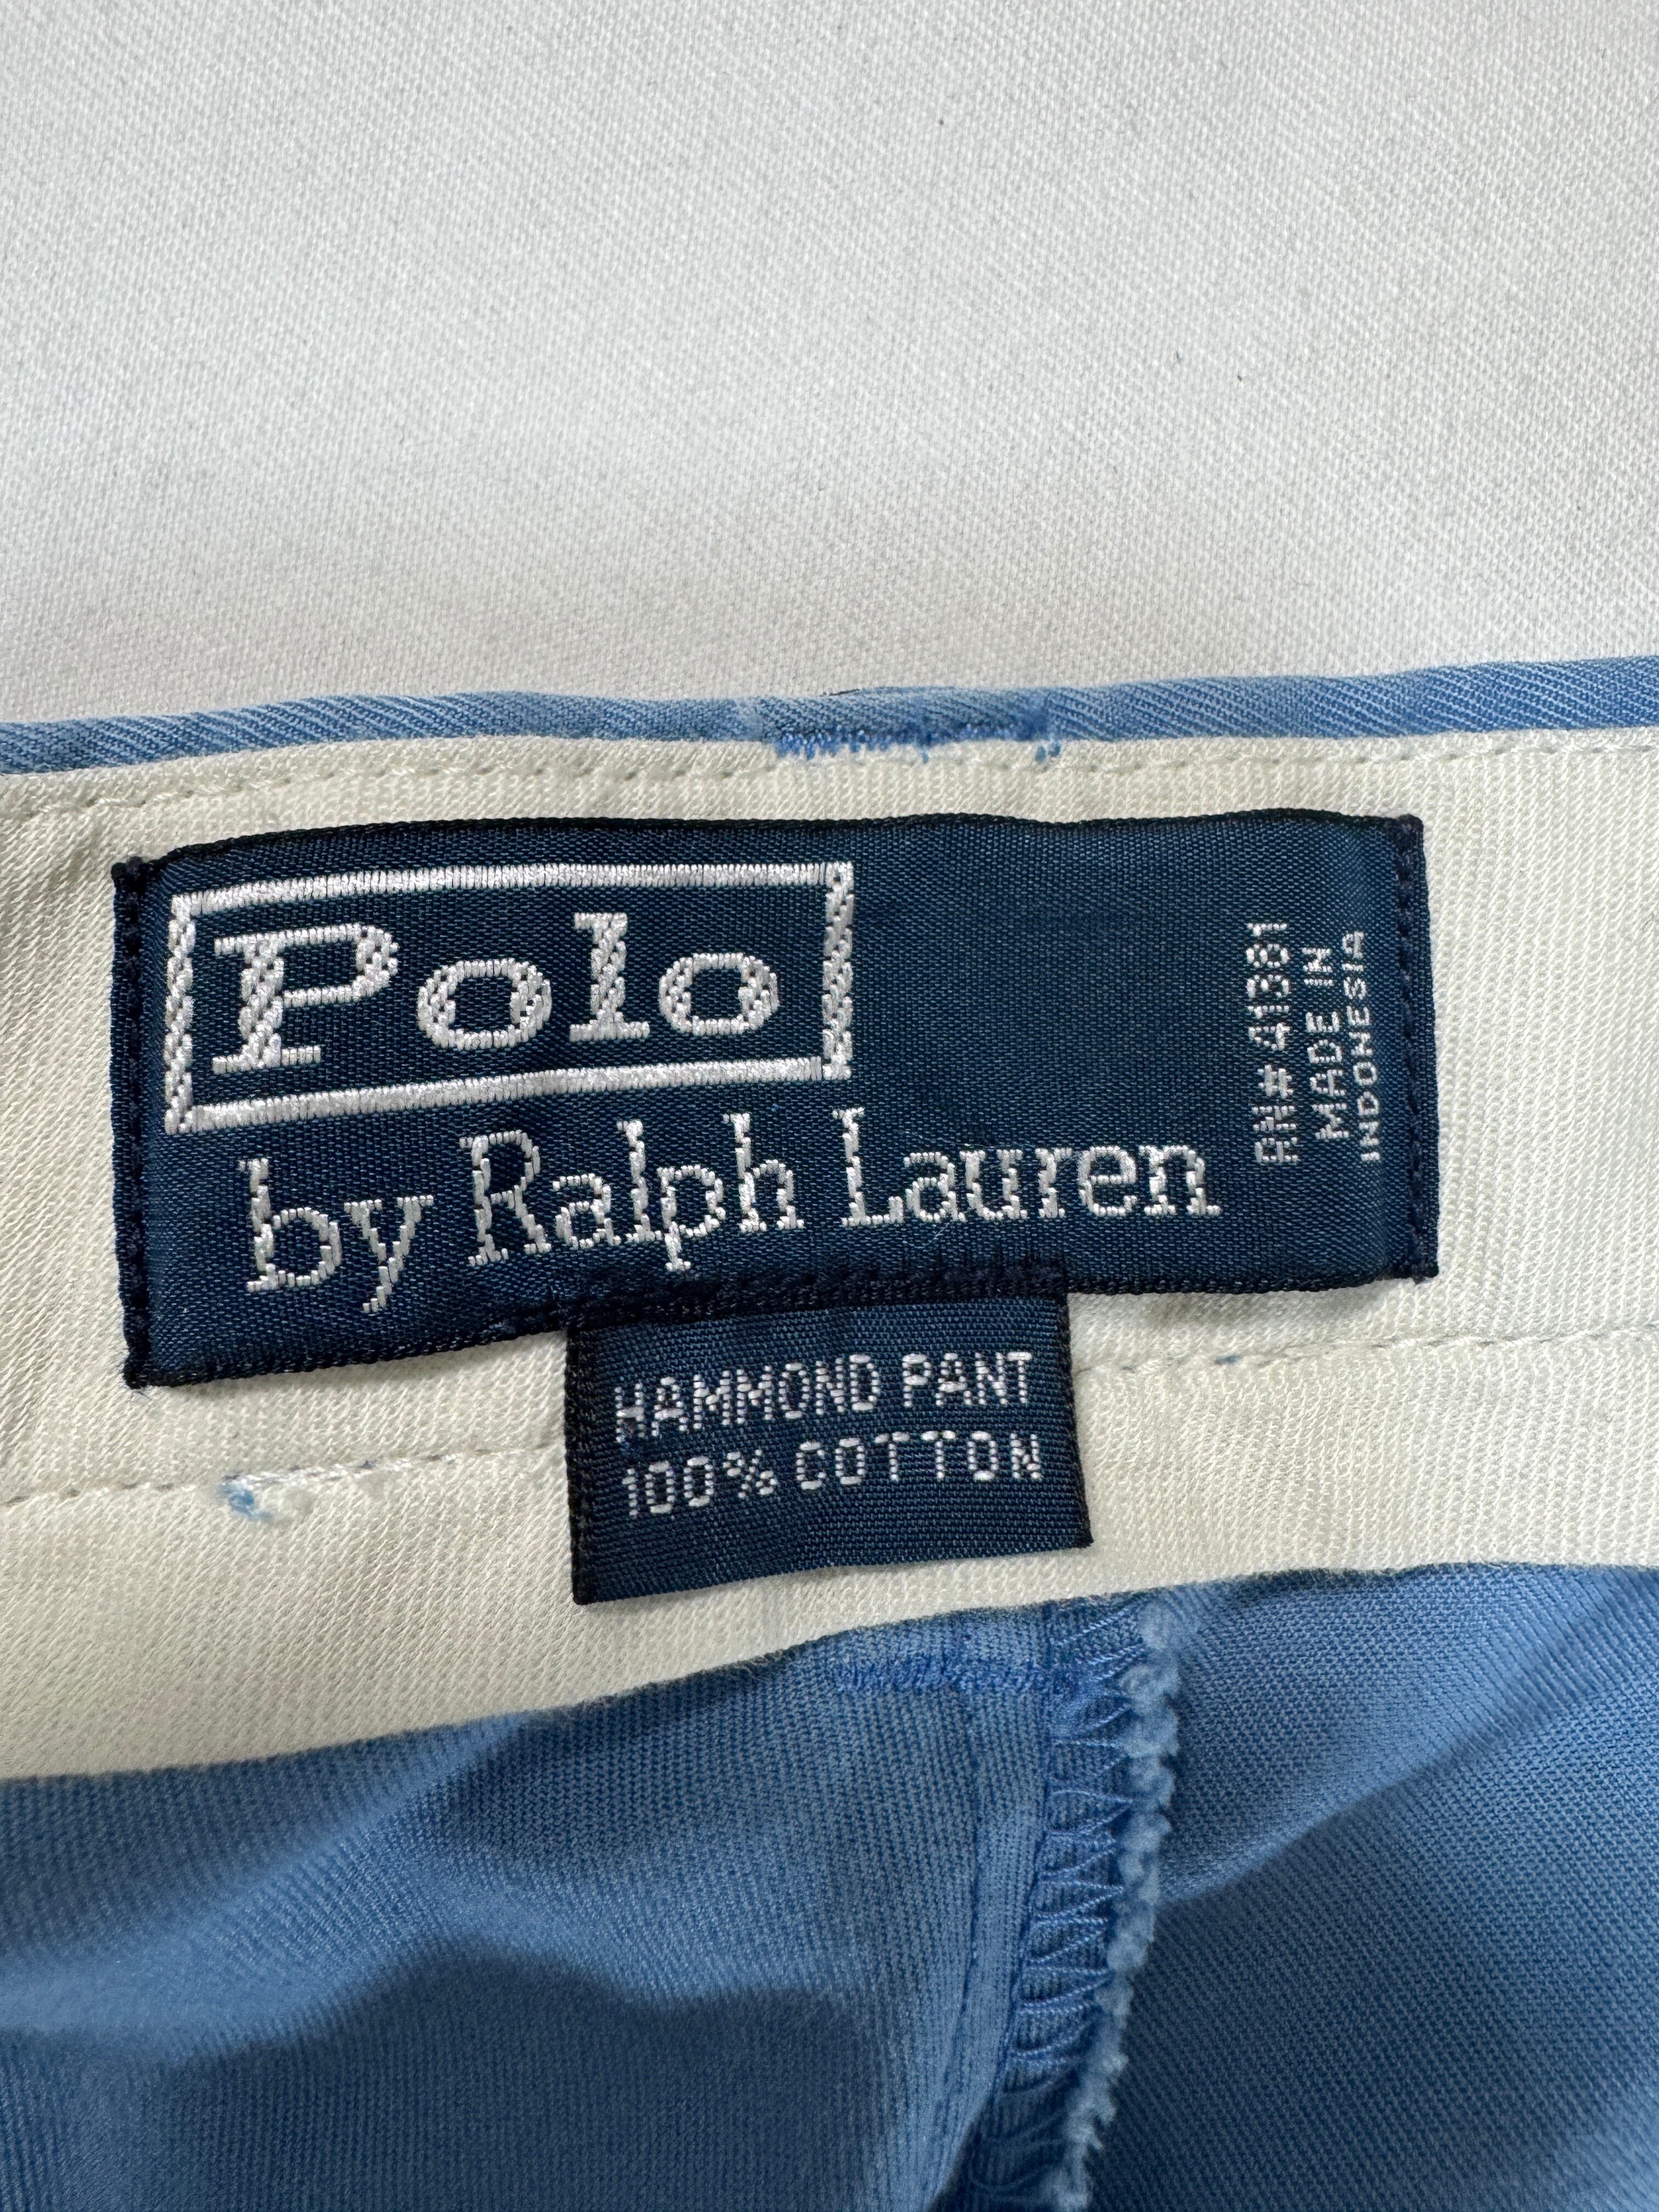 Polo
by Ralph Lauren
RN#41381
MADE IN
INDONESIA
HAMMOND PANT
100% COTTON